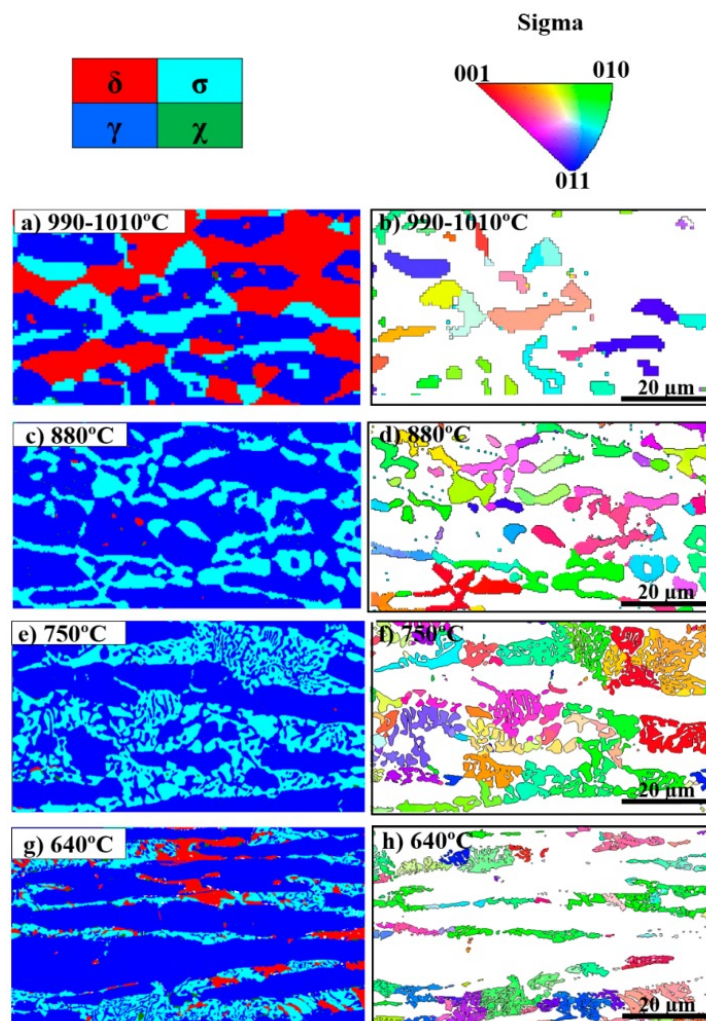 Sigma
δ σ
γ χ
001 010
011
a) 990-1010ºC
b) 990-1010ºC
20 µm
c) 880ºC
d) 880ºC
20 µm
e) 750ºC
f) 750ºC
20 µm
g) 640ºC
h) 640ºC
20 µm